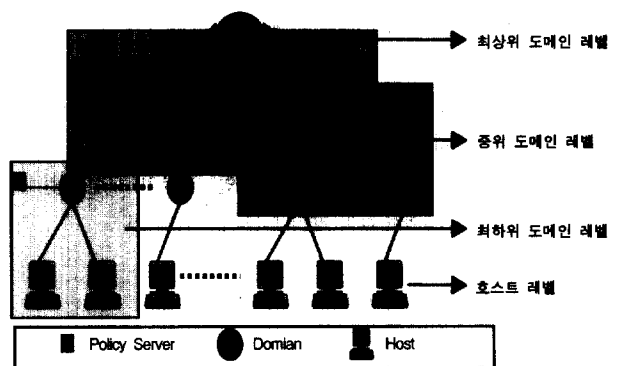 최상위 도메인 레벨
중위 도메인 레벨
최하위 도메인 레벨
호스트 레벨
Policy Server Domian Host